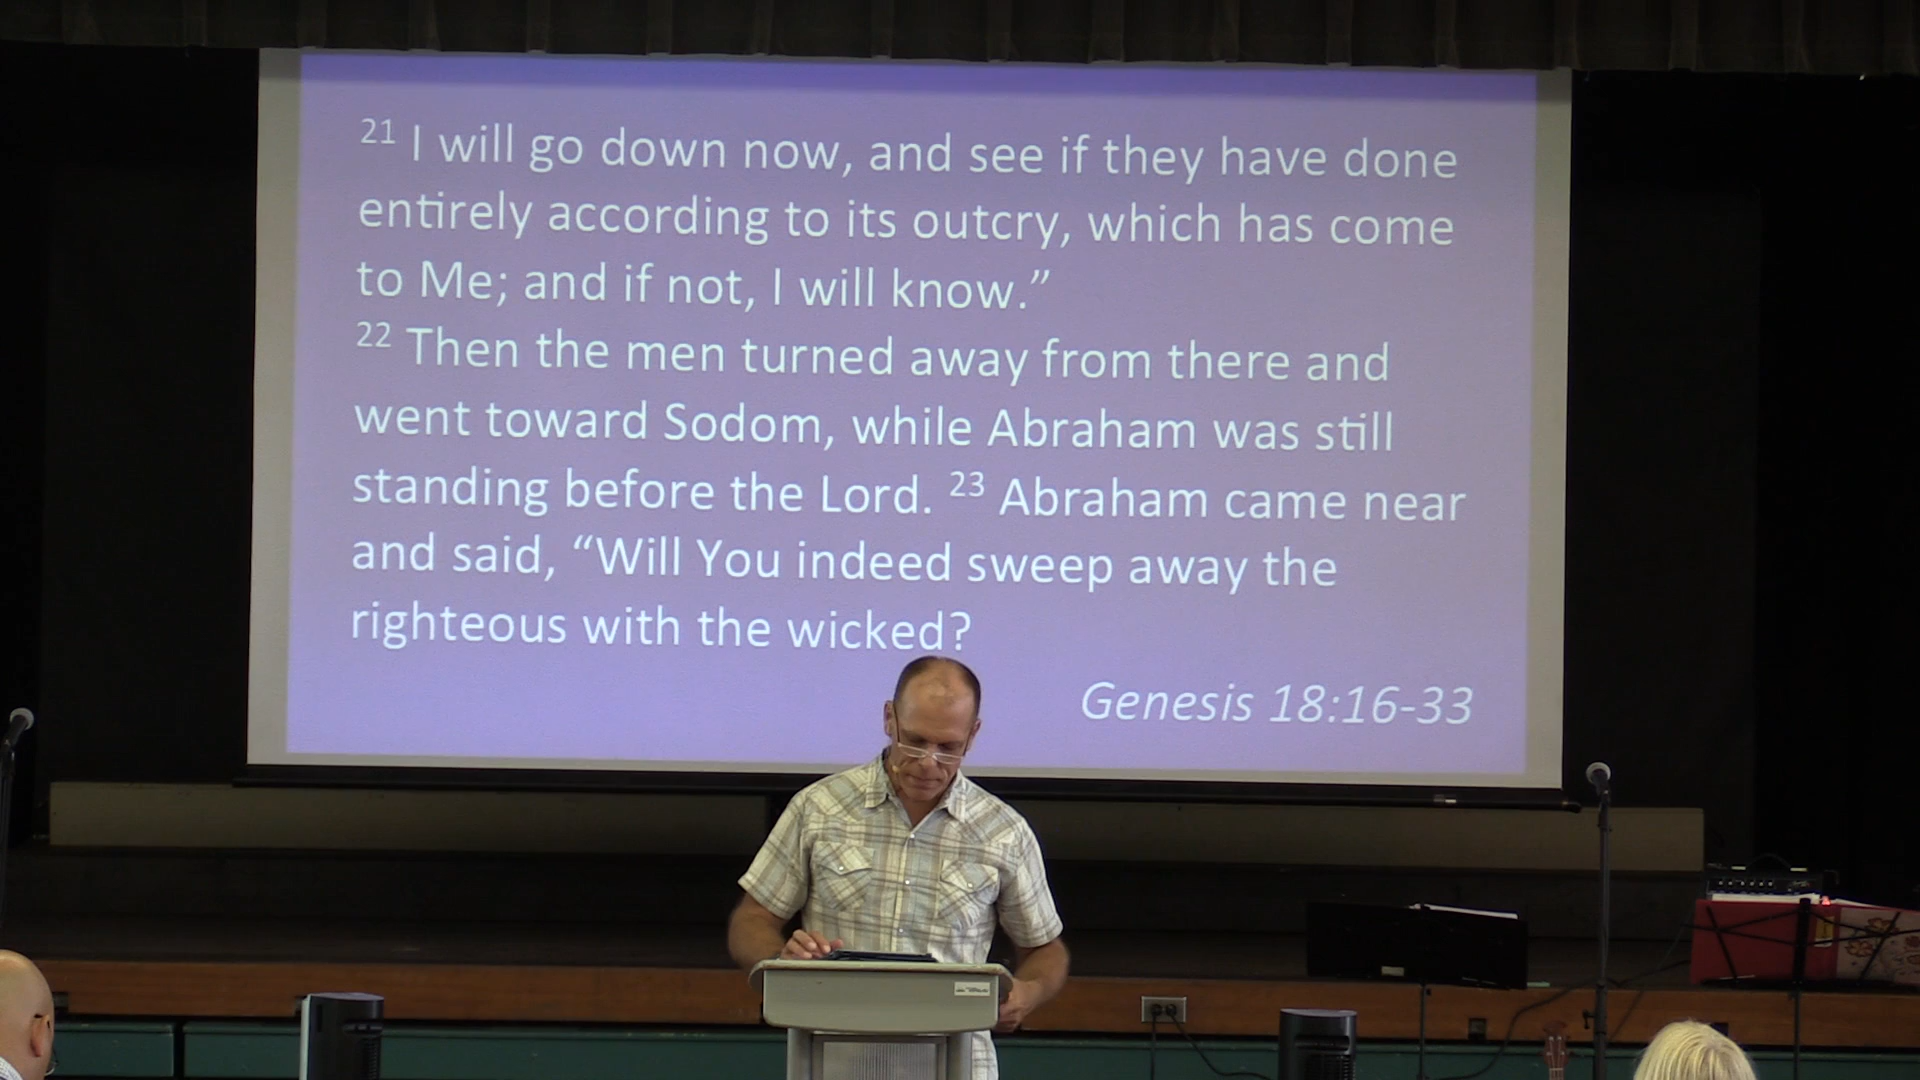 21 I will go down now, and see if they have done
entirely according to its outcry, which has come
to Me; and if not, I will know.”
22 Then the men turned away from there and
went toward Sodom, while Abraham was still
standing before the Lord. 23 Abraham came near
and said, “Will You indeed sweep away the
righteous with the wicked?
Genesis 18:16-33